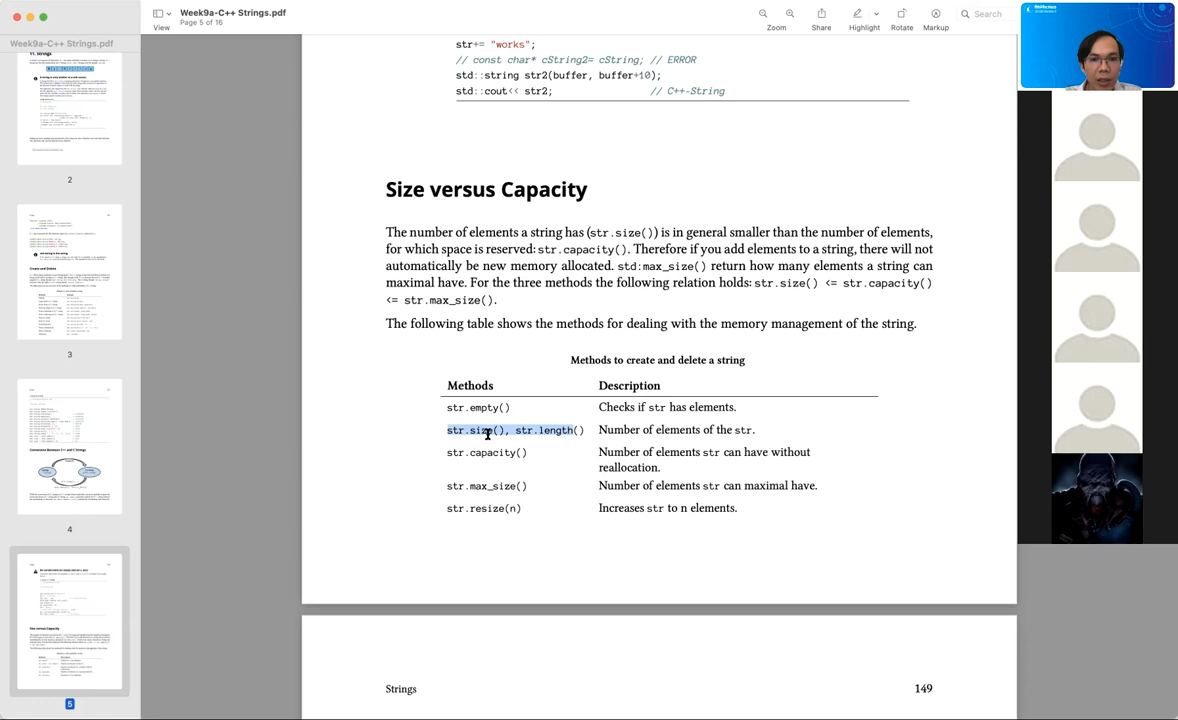 Week9a-C++ Strings.pdf
Page 5 of 16
View
Zoom
Share
Highlight
Rotate
Markup
Search
Week9a-C++ Strings.pdf
2
3
4
5
str+= "works";
// const char* cString2= cString; // ERROR
std::string str2(buffer, buffer+10);
std::cout<< str2; // C++-String
Size versus Capacity
The number of elements a string has (str.size()) is in general smaller than the number of elements,
for which space is reserved: str.capacity(). Therefore if you add elements to a string, there will not
automatically be new memory allocated. std:max_size() return how many elements a string can
maximal have. For the three methods the following relation holds: str.size() <= str.capacity()
<= str.max_size().
The following table shows the methods for dealing with the memory management of the string.
Methods to create and delete a string
Methods Description
str.empty() Checks if str has elements.
str.size(), str.length() Number of elements of the str.
str.capacity() Number of elements str can have without
reallocation.
str.max_size() Number of elements str can maximal have.
str.resize(n) Increases str to n elements.
Strings 149